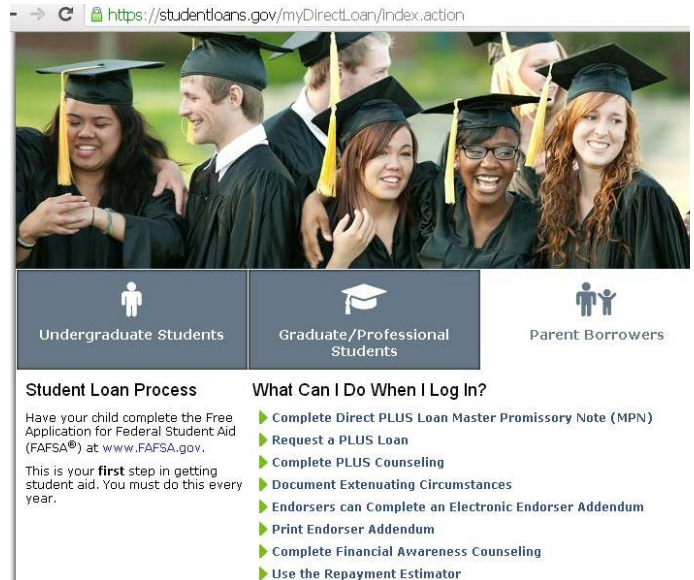 https://studentloans.gov/myDirectLoan/index.action
Undergraduate Students
Graduate/Professional
Students
Parent Borrowers
Student Loan Process
Have your child complete the Free
Application for Federal Student Aid
(FAFSA®) at www.FAFSA.gov.
This is your first step in getting
student aid. You must do this every
year.
What Can I Do When I Log In?
Complete Direct PLUS Loan Master Promissory Note (MPN)
Request a PLUS Loan
Complete PLUS Counseling
Document Extenuating Circumstances
Endorsers can Complete an Electronic Endorser Addendum
Print Endorser Addendum
Complete Financial Awareness Counseling
Use the Repayment Estimator